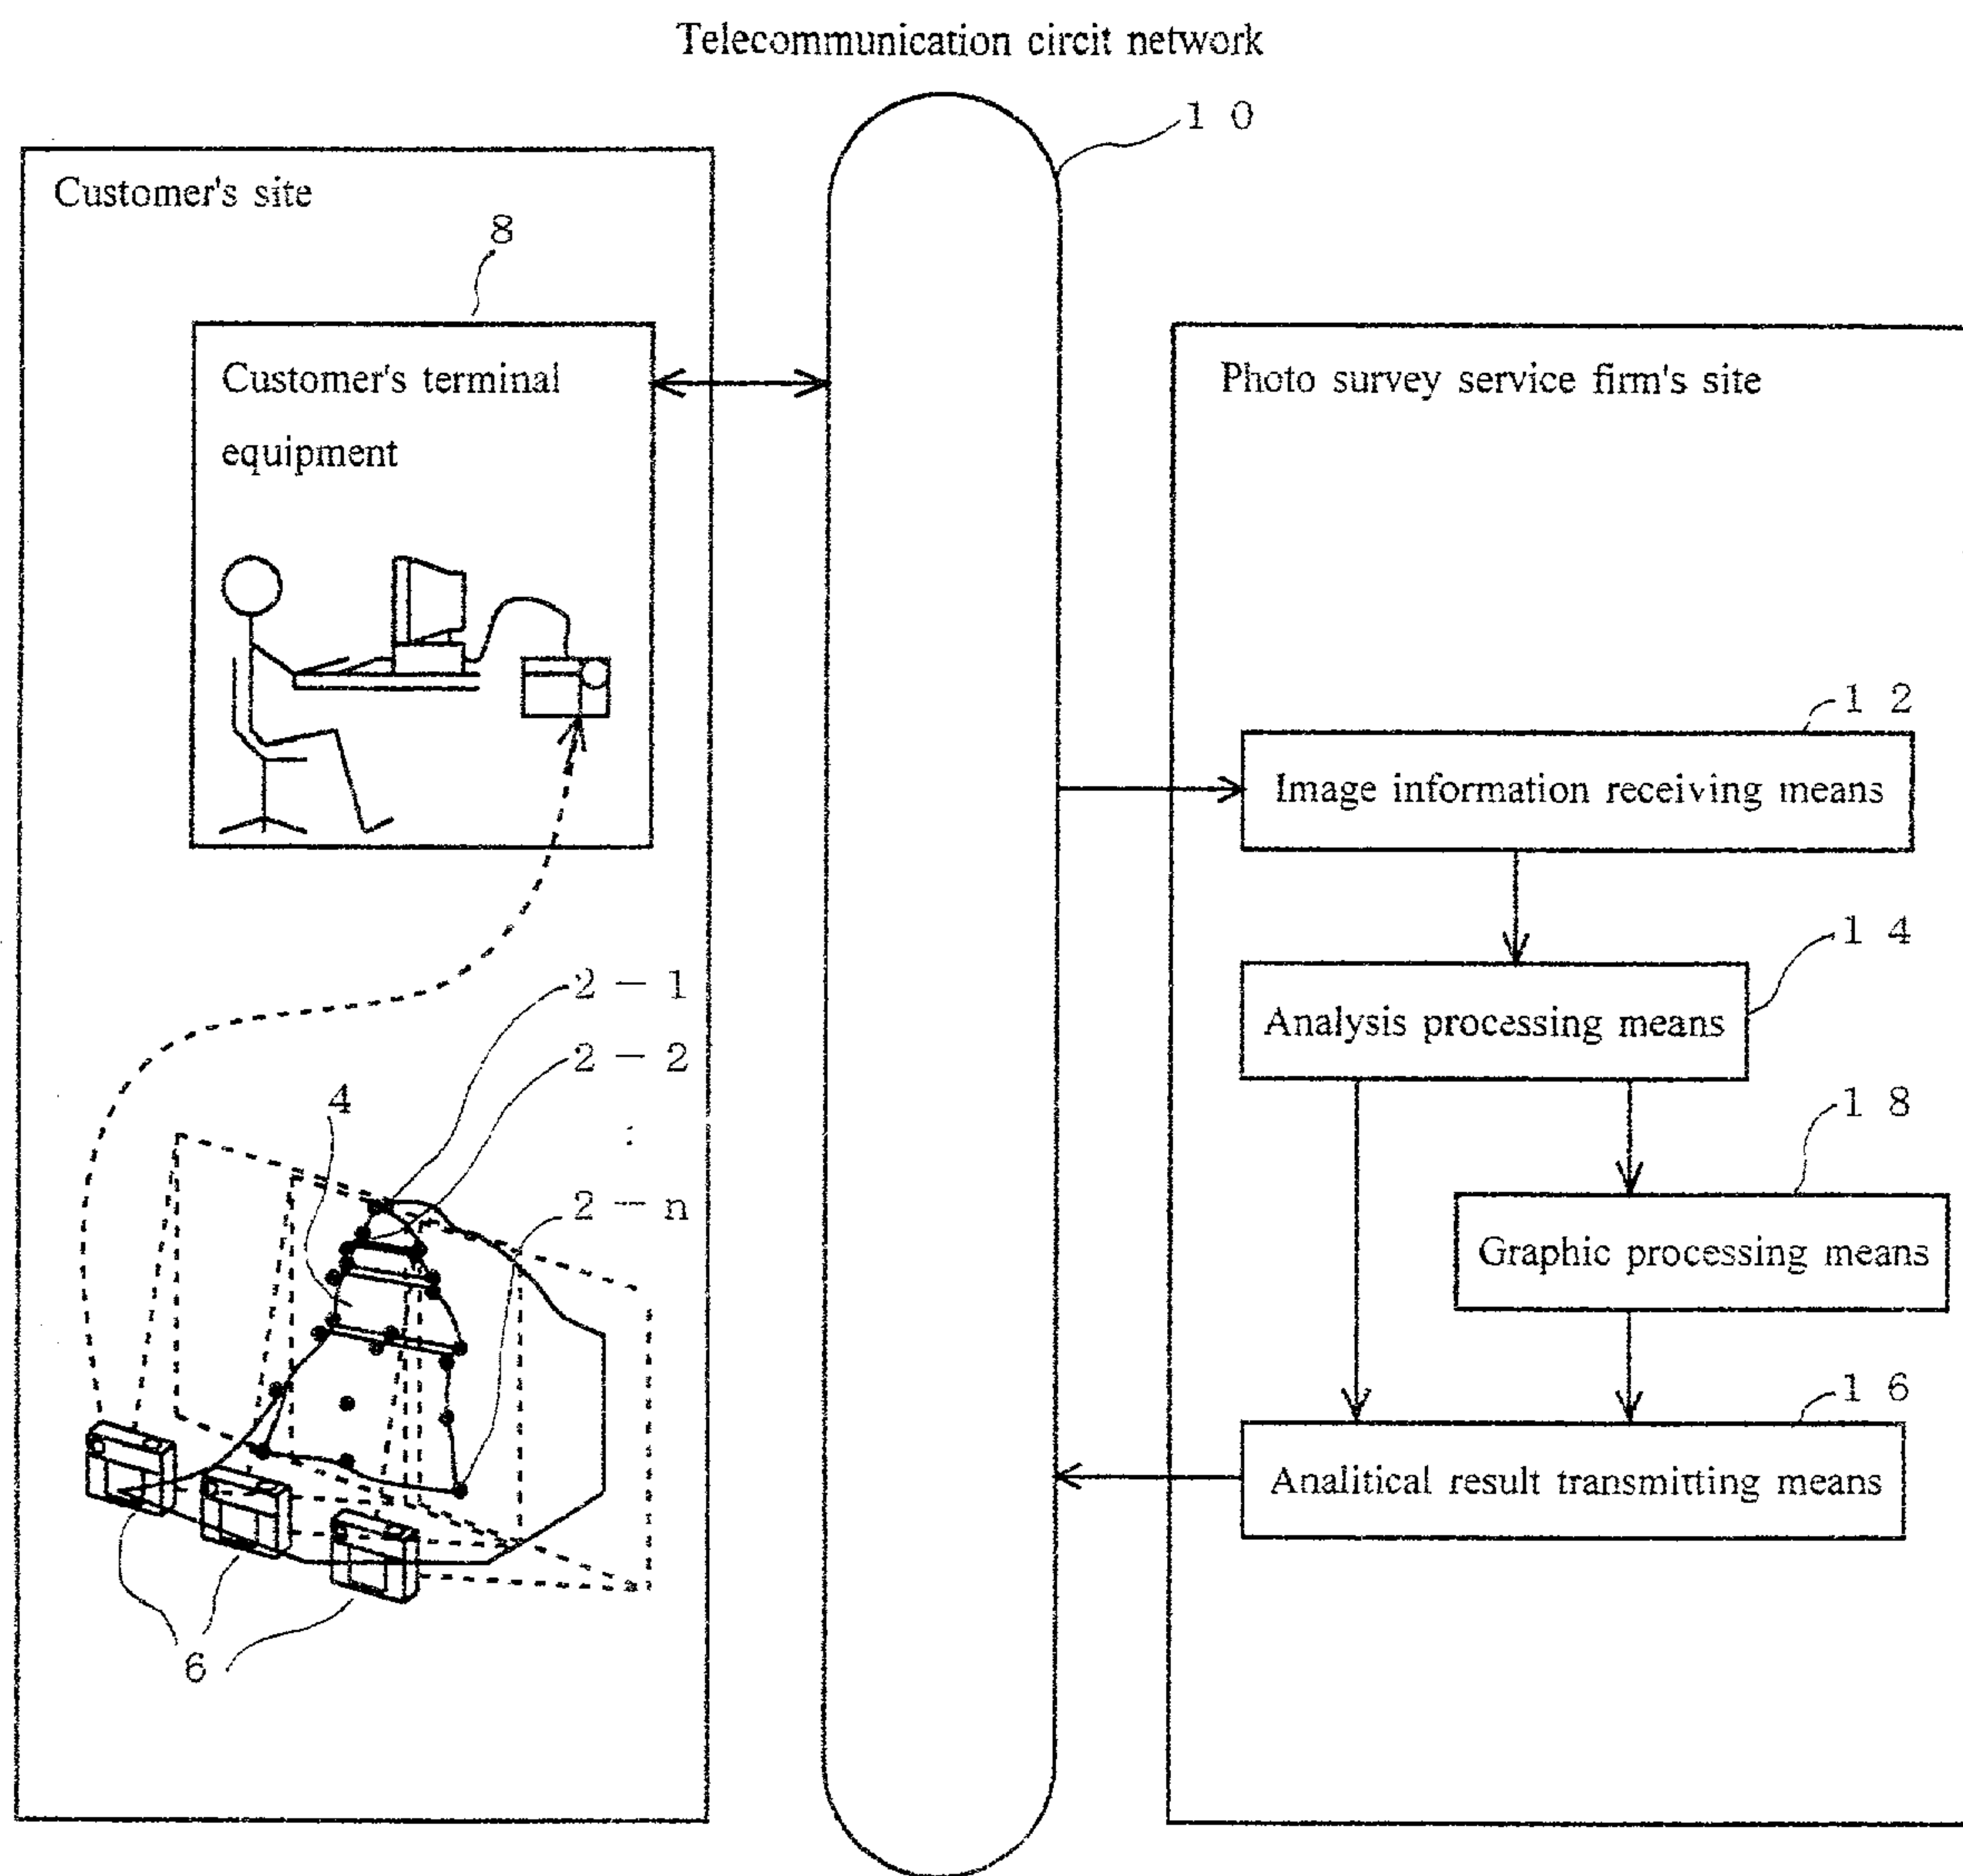 Telecommunication circit network
1 0
Customer's site
8
Customer's terminal
equipment
Photo survey service firm's site
1 2
Image information receiving means
1 4
Analysis processing means
2-1
2-2
4
1 8
2-n
Graphic processing means
1 6
Analitical result transmitting means
6